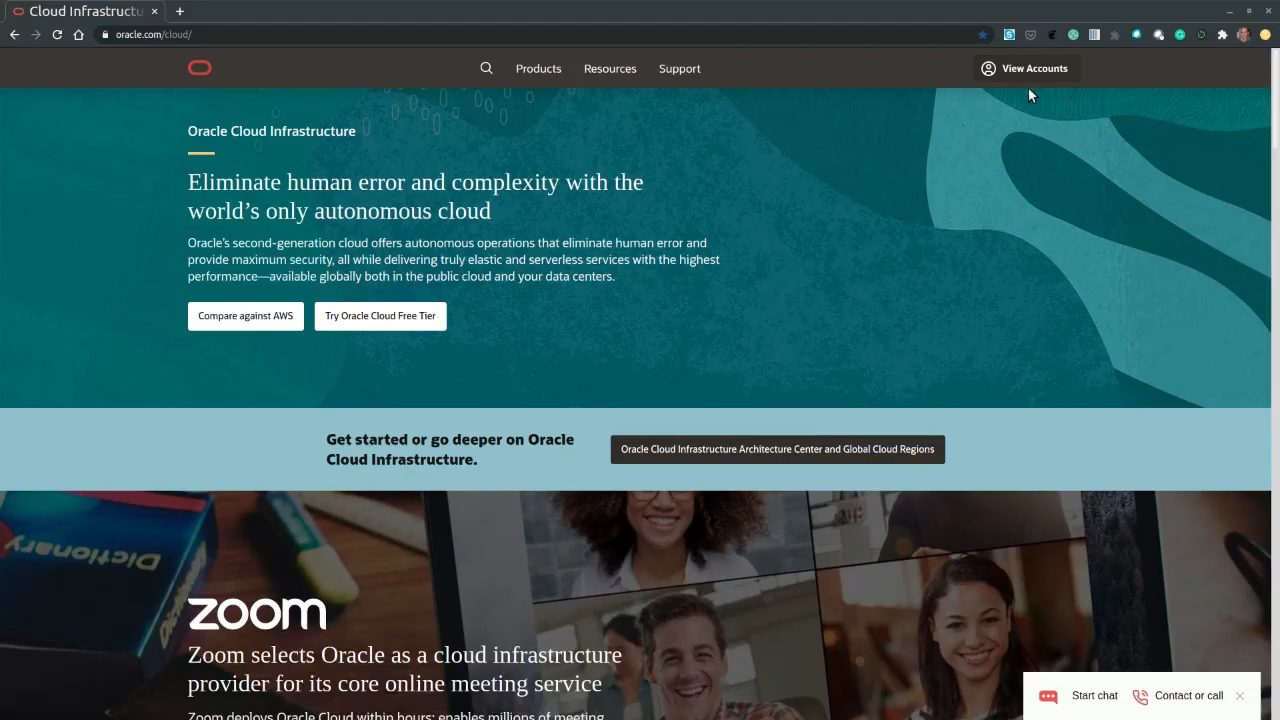 Cloud Infrastructu
oracle.com/cloud/
Products
Resources
Support
View Accounts
Oracle Cloud Infrastructure
Eliminate human error and complexity with the
world’s only autonomous cloud
Oracle’s second-generation cloud offers autonomous operations that eliminate human error and
provide maximum security, all while delivering truly elastic and serverless services with the highest
performance—available globally both in the public cloud and your data centers.
Compare against AWS
Try Oracle Cloud Free Tier
Get started or go deeper on Oracle
Cloud Infrastructure.
Oracle Cloud Infrastructure Architecture Center and Global Cloud Regions
Dictionary
Dictionary
zoom
Zoom selects Oracle as a cloud infrastructure
provider for its core online meeting service
Zoom deploys Oracle Cloud within hours; enables millions of meeting
Start chat
Contact or call